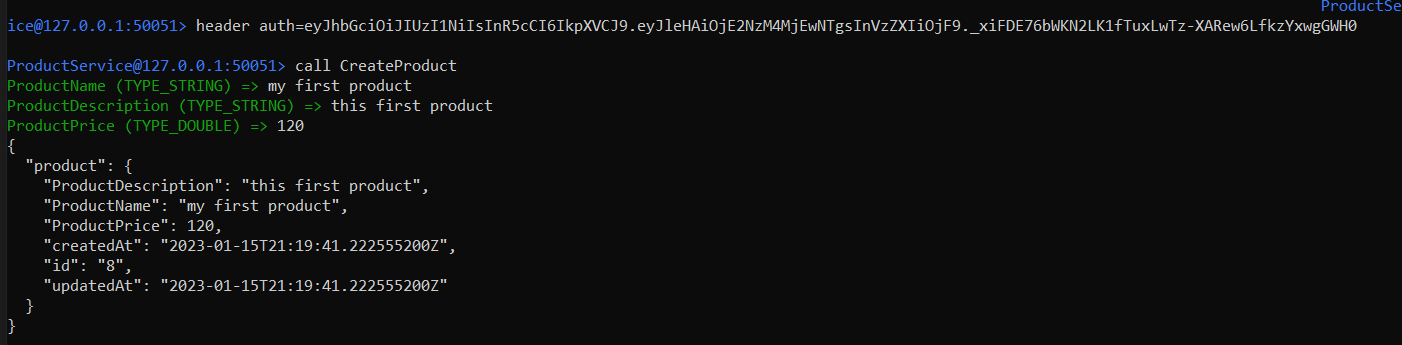 ProductSe
ice@127.0.0.1:50051> header auth=eyJhbGciOiJIUzI1NiIsInR5cCI6IkpXVCJ9.eyJleHAiOjE2NzM4MjEwNTgsInVzZXIiOjF9._xiFDE76bWKN2LK1fTuxLwTz-XARew6LfkzYxwgGWH0
ProductService@127.0.0.1:50051> call CreateProduct
ProductName (TYPE_STRING) => my first product
ProductDescription (TYPE_STRING) => this first product
ProductPrice (TYPE_DOUBLE) => 120
{
  "product": {
    "ProductDescription": "this first product",
    "ProductName": "my first product",
    "ProductPrice": 120,
    "createdAt": "2023-01-15T21:19:41.222555200Z",
    "id": "8",
    "updatedAt": "2023-01-15T21:19:41.222555200Z"
  }
}